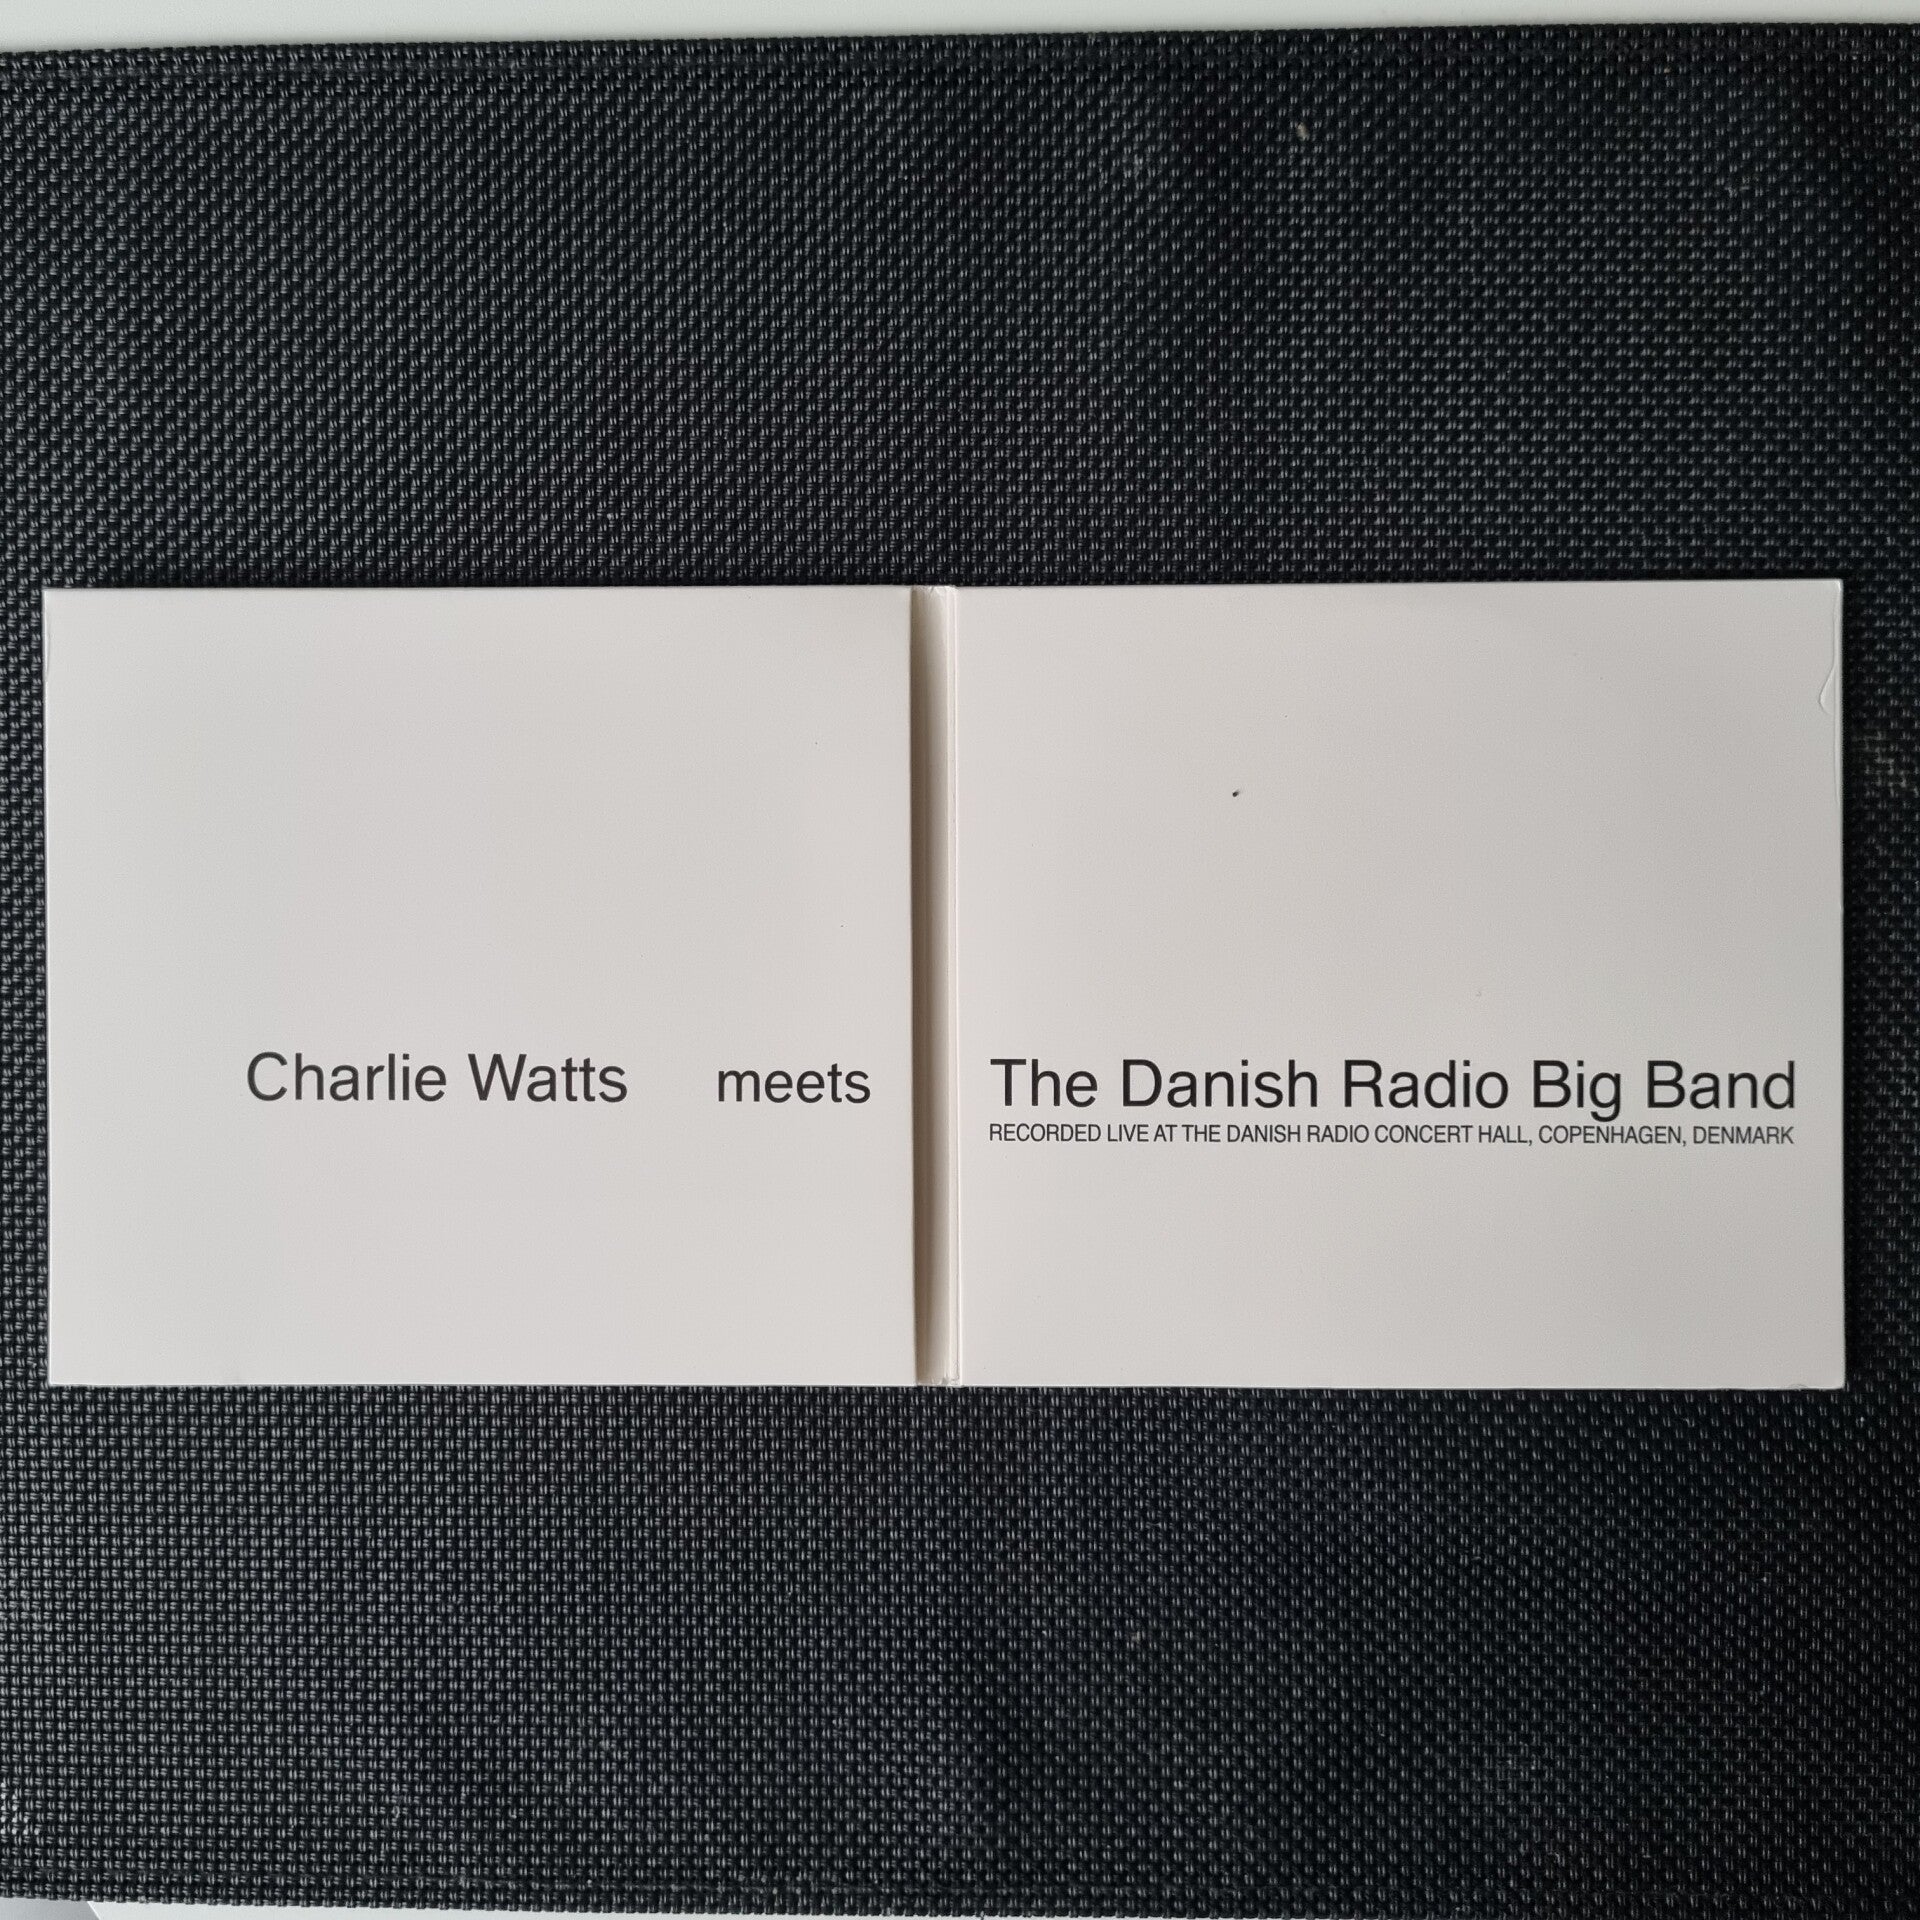 Charlie Watts meets The Danish Radio Big Band
RECORDED LIVE AT THE DANISH RADIO CONCERT HALL, COPENHAGEN, DENMARK